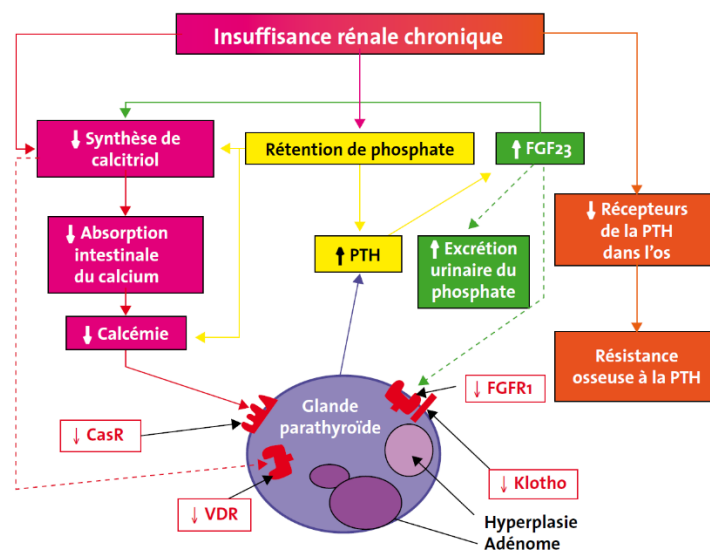 Insuffisance rénale chronique
↓ Synthèse de
calcitriol
Rétention de phosphate
↑ FGF23
↓ Absorption
intestinale
du calcium
↑ PTH
↑ Excrétion
urinaire du
phosphate
↓ Récepteurs
de la PTH
dans l'os
↓ Calcémie
Résistance
osseuse à la PTH
Glande
parathyroïde
↓ FGFR1
↓ CasR
↓ Klotho
↓ VDR
Hyperplasie
Adénome